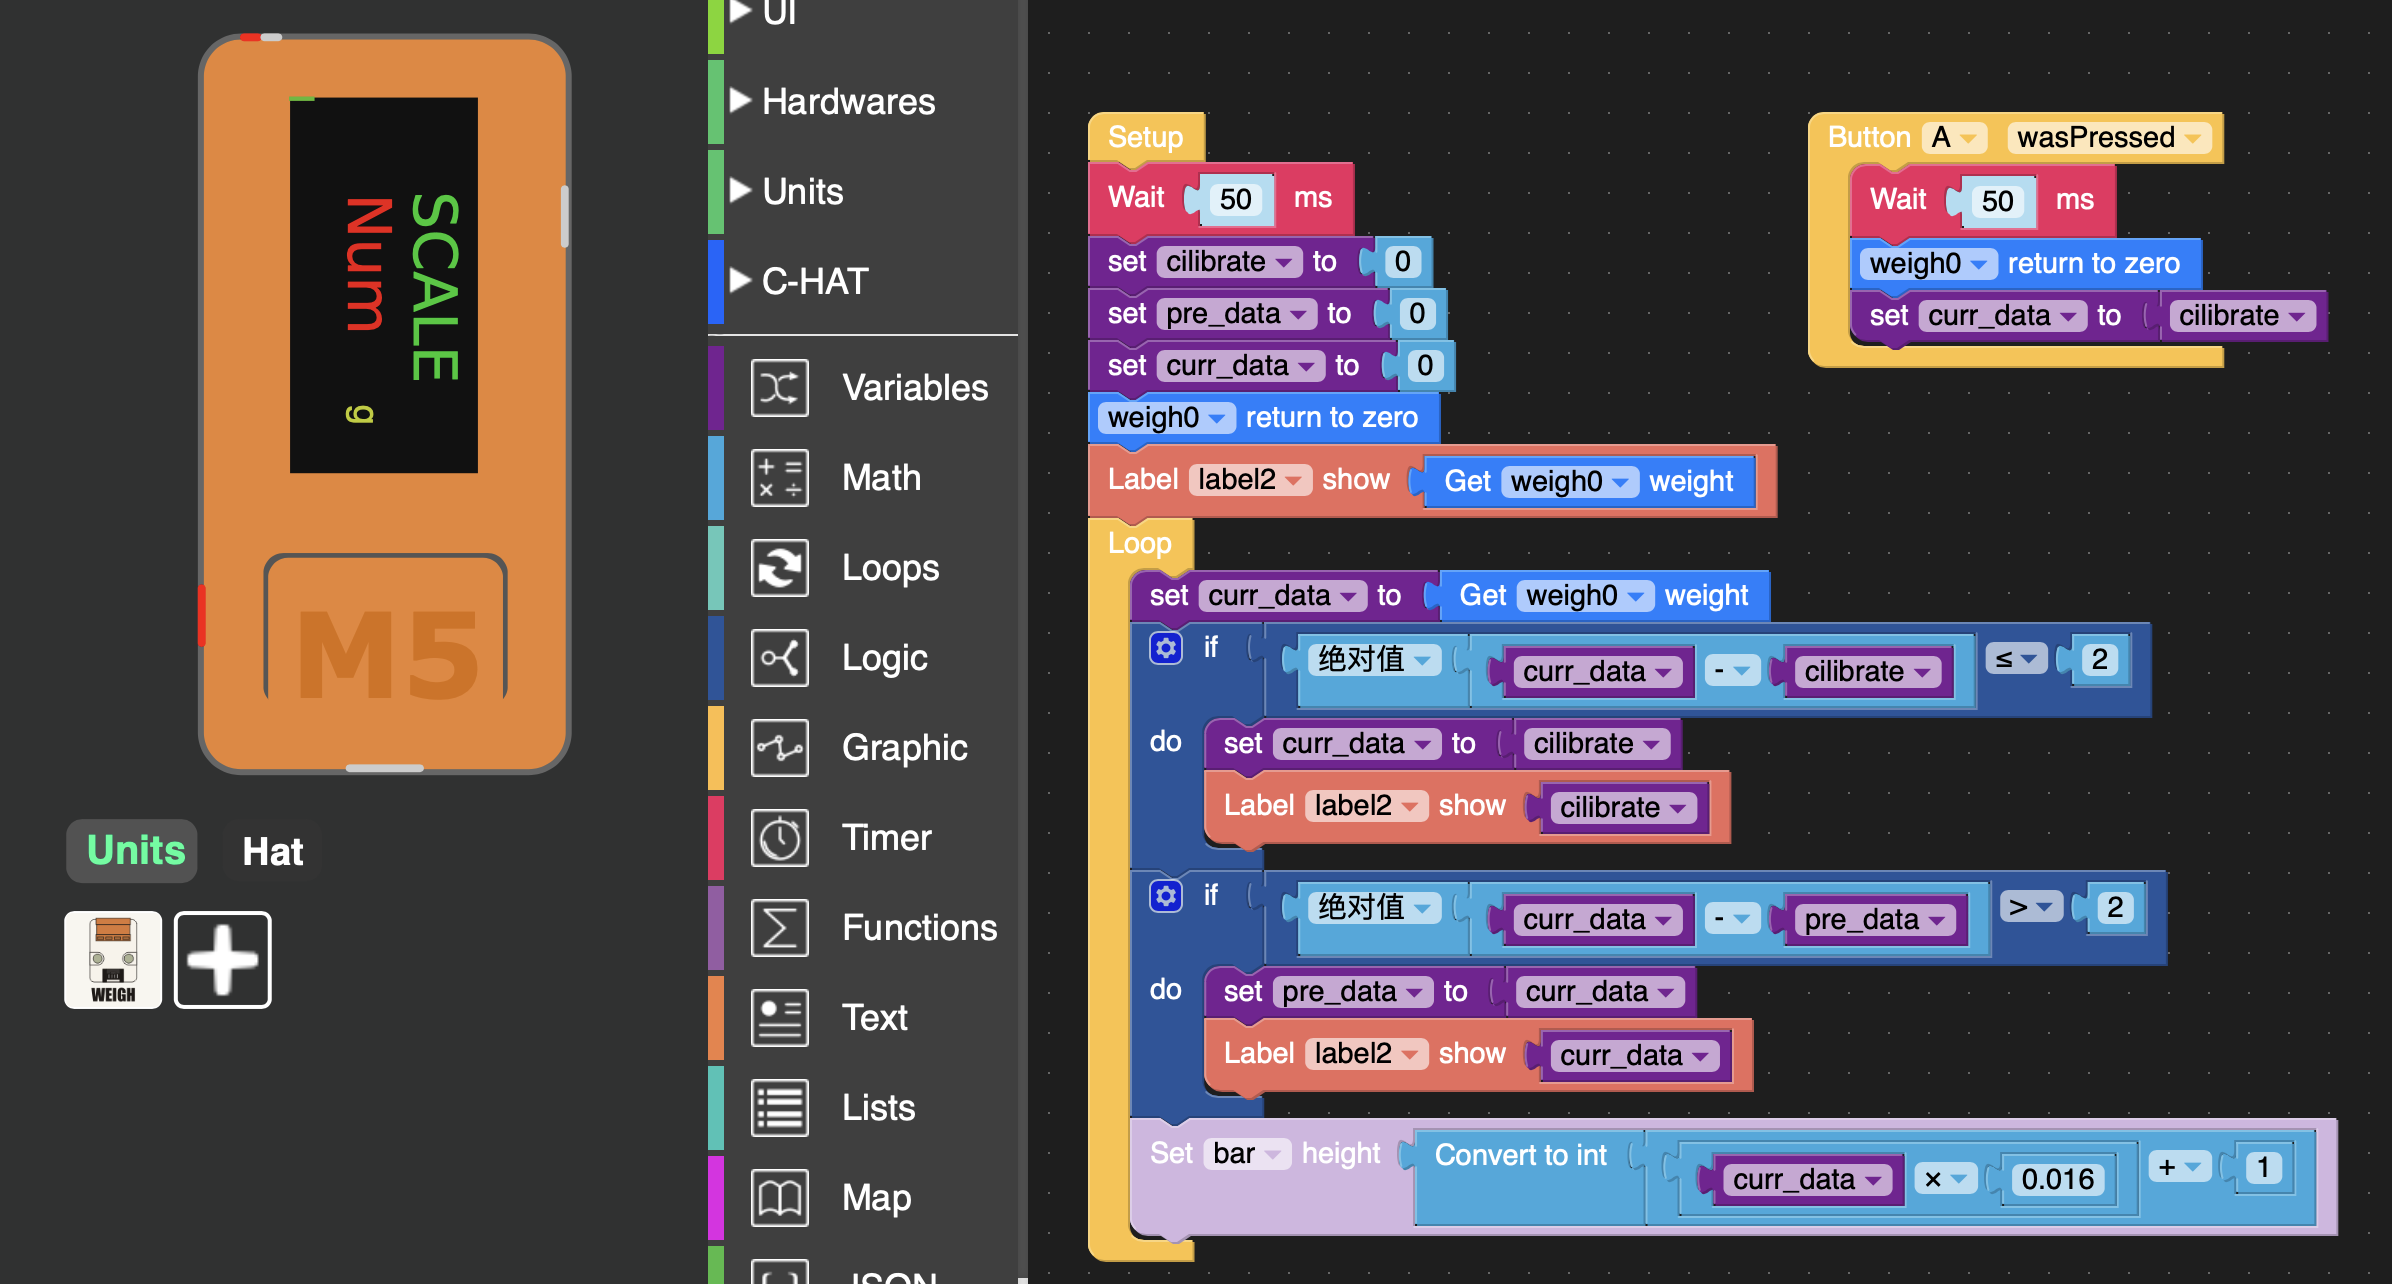 SCALE
Num
g
M5
Units
Hat
WEIGH
UI
Hardwares
Units
C-HAT
Variables
Math
Loops
Logic
Graphic
Timer
Functions
Text
Lists
Map
JSON
Setup
Wait 50 ms
set cilibrate to 0
set pre_data to 0
set curr_data to 0
weigh0 return to zero
Label label2 show Get weigh0 weight
Loop
set curr_data to Get weigh0 weight
if 绝对值 curr_data - cilibrate ≤ 2
do set curr_data to cilibrate
Label label2 show cilibrate
if 绝对值 curr_data - pre_data > 2
do set pre_data to curr_data
Label label2 show curr_data
Set bar height Convert to int curr_data × 0.016 + 1
Button A wasPressed
Wait 50 ms
weigh0 return to zero
set curr_data to cilibrate